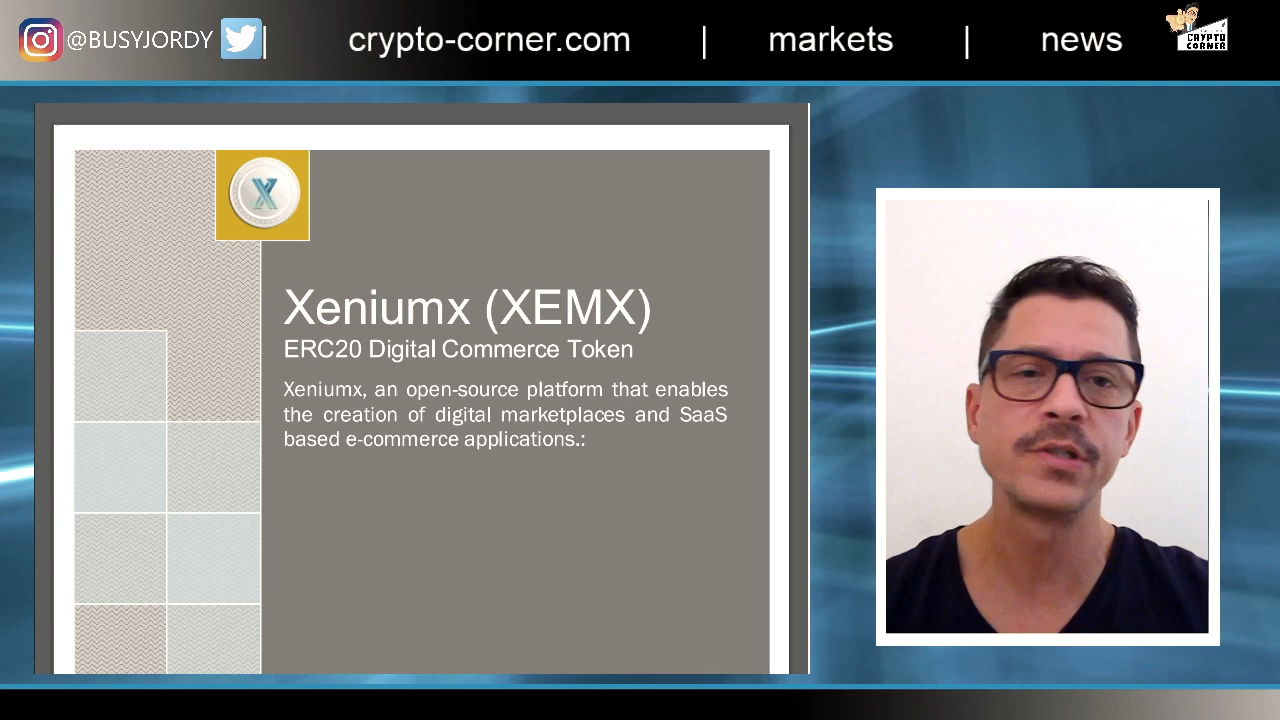 @BUSYJORDY | crypto-corner.com | markets | news
CRYPTO
CORNER
X
Xeniumx (XEMX)
ERC20 Digital Commerce Token
Xeniumx, an open-source platform that enables
the creation of digital marketplaces and SaaS
based e-commerce applications.: